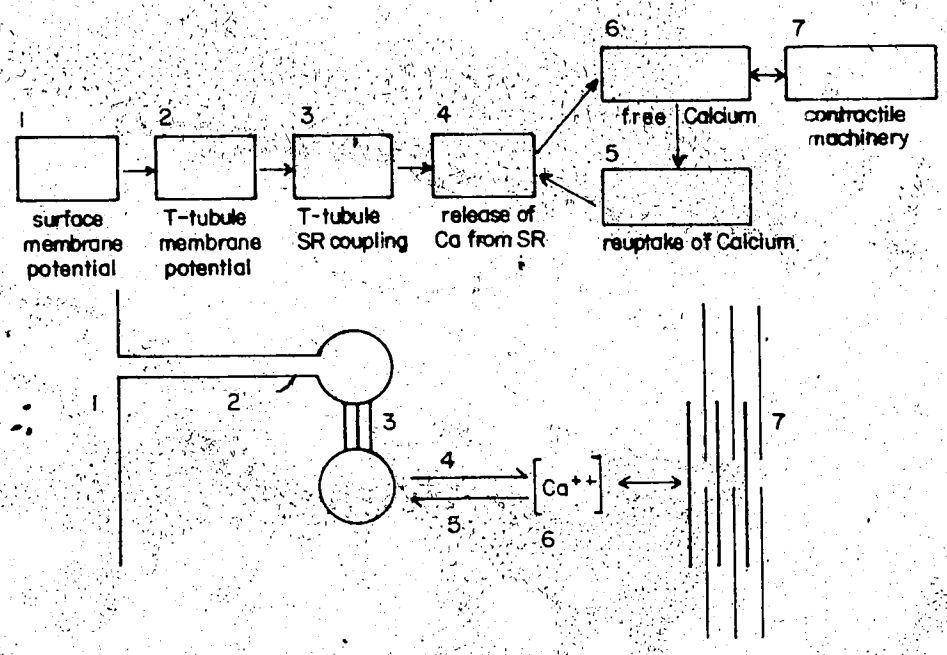 6
7
free Calcium
contractile
machinery
1
2
3
4
5
surface
membrane
potential
T-tubule
membrane
potential
T-tubule
SR coupling
release of
Ca from SR
reuptake of Calcium
1
2
3
4
5
[Ca++]
6
7